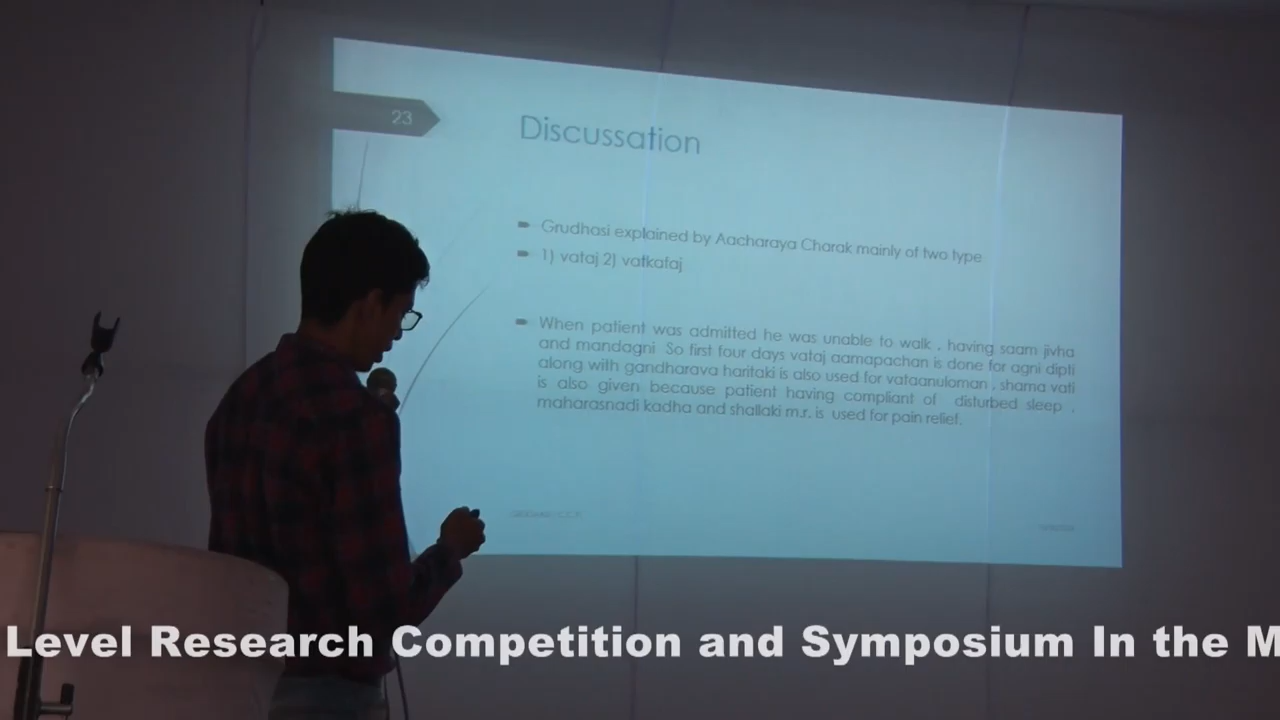 23
Discussation
Grudhasi explained by Aacharaya Charak mainly of two type
1) vataj 2) vatkafaj
When patient was admitted he was unable to walk , having saam jivha
and mandagni So first four days vataj aamapachan is done for agni dipti
along with gandharava haritaki is also used for vataanuloman , shama vati
is also given because patient having compliant of disturbed sleep .
maharasnadi kadha and shallaki m.r. is used for pain relief.
Level Research Competition and Symposium In the M